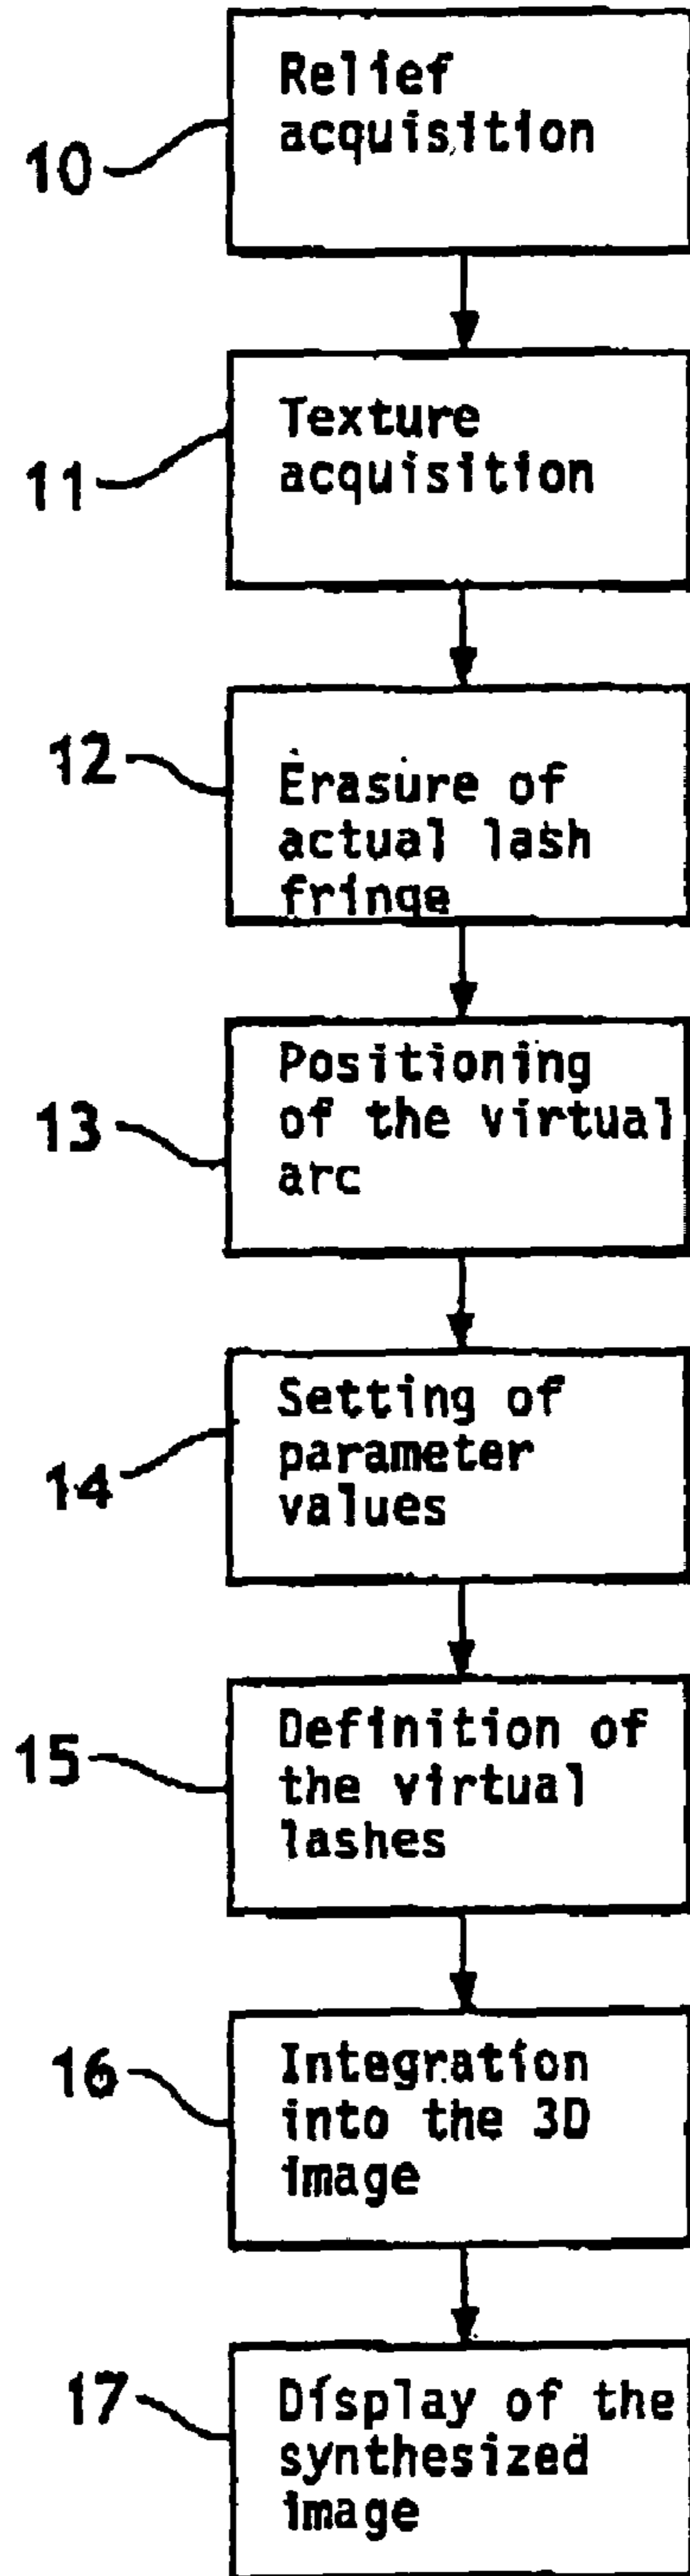 10
Relief
acquisition
11
Texture
acquisition
12
Erasure of
actual lash
fringe
13
Positioning
of the virtual
arc
14
Setting of
parameter
values
15
Definition of
the virtual
lashes
16
Integration
into the 3D
image
17
Display of the
synthesized
image